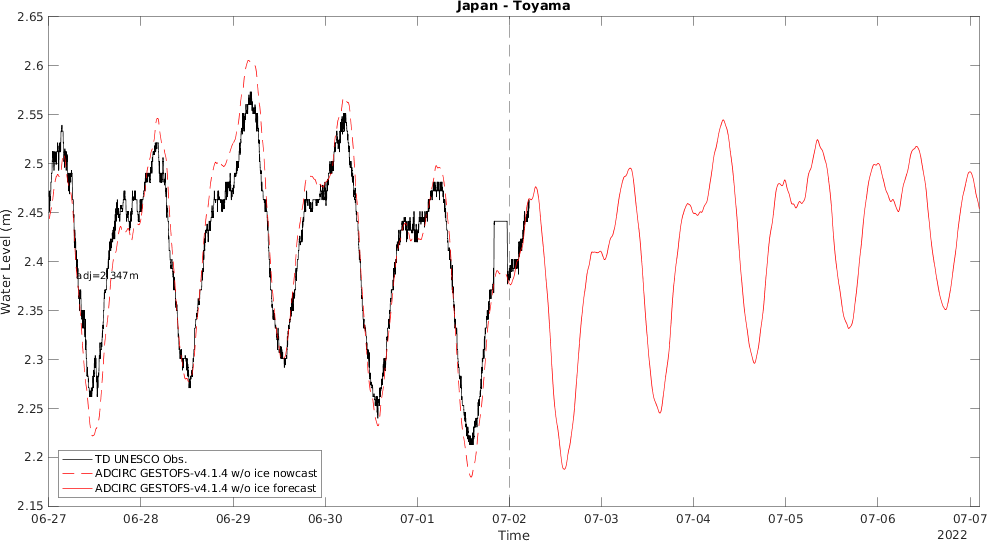 Japan - Toyama
2.65
2.6
2.55
2.5
2.45
2.4
2.35
2.3
2.25
2.2
2.15
Water Level (m)
adj=2.347m
TD UNESCO Obs.
ADCIRC GESTOFS-v4.1.4 w/o ice nowcast
ADCIRC GESTOFS-v4.1.4 w/o ice forecast
06-27 06-28 06-29 06-30 07-01 07-02 07-03 07-04 07-05 07-06 07-07
Time
2022